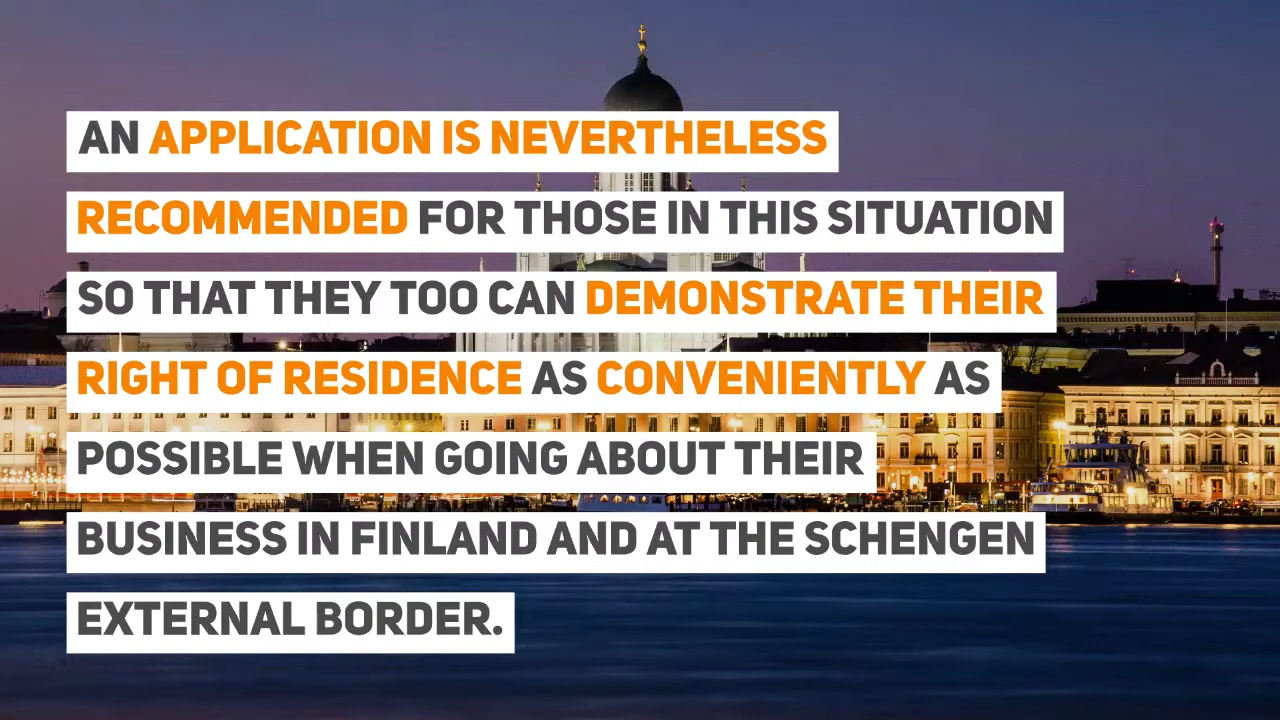 AN APPLICATION IS NEVERTHELESS
RECOMMENDED FOR THOSE IN THIS SITUATION
SO THAT THEY TOO CAN DEMONSTRATE THEIR
RIGHT OF RESIDENCE AS CONVENIENTLY AS
POSSIBLE WHEN GOING ABOUT THEIR
BUSINESS IN FINLAND AND AT THE SCHENGEN
EXTERNAL BORDER.